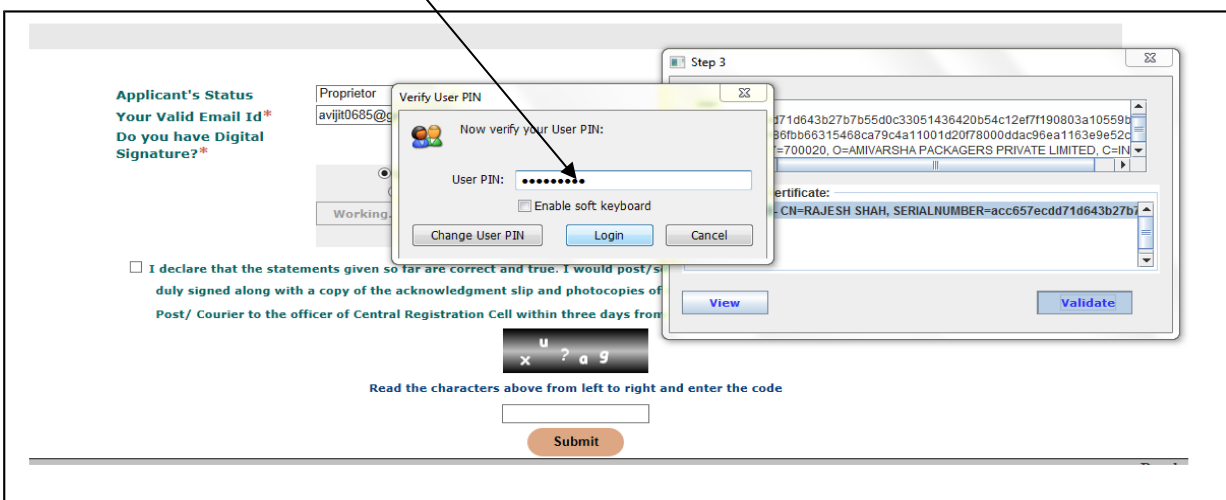 Step 3
Applicant's Status
Proprietor
Your Valid Email Id*
avijit0685@g
Do you have Digital
Signature?*
Working.
Verify User PIN
Now verify your User PIN:
User PIN: •••••••••
Enable soft keyboard
Change User PIN Login Cancel
d71d643b27b7b55d0c33051436420b54c12ef7f190803a10559b
86fbb66315468ca79c4a11001d20f78000ddac96ea1163e9e52c
=700020, O=AMIVARSHA PACKAGERS PRIVATE LIMITED, C=IN
ertificate:
- CN=RAJESH SHAH, SERIALNUMBER=acc657ecdd71d643b27b7
View Validate
I declare that the statements given so far are correct and true. I would post/s
duly signed along with a copy of the acknowledgment slip and photocopies of
Post/ Courier to the officer of Central Registration Cell within three days from
x u ? a g
Read the characters above from left to right and enter the code
Submit